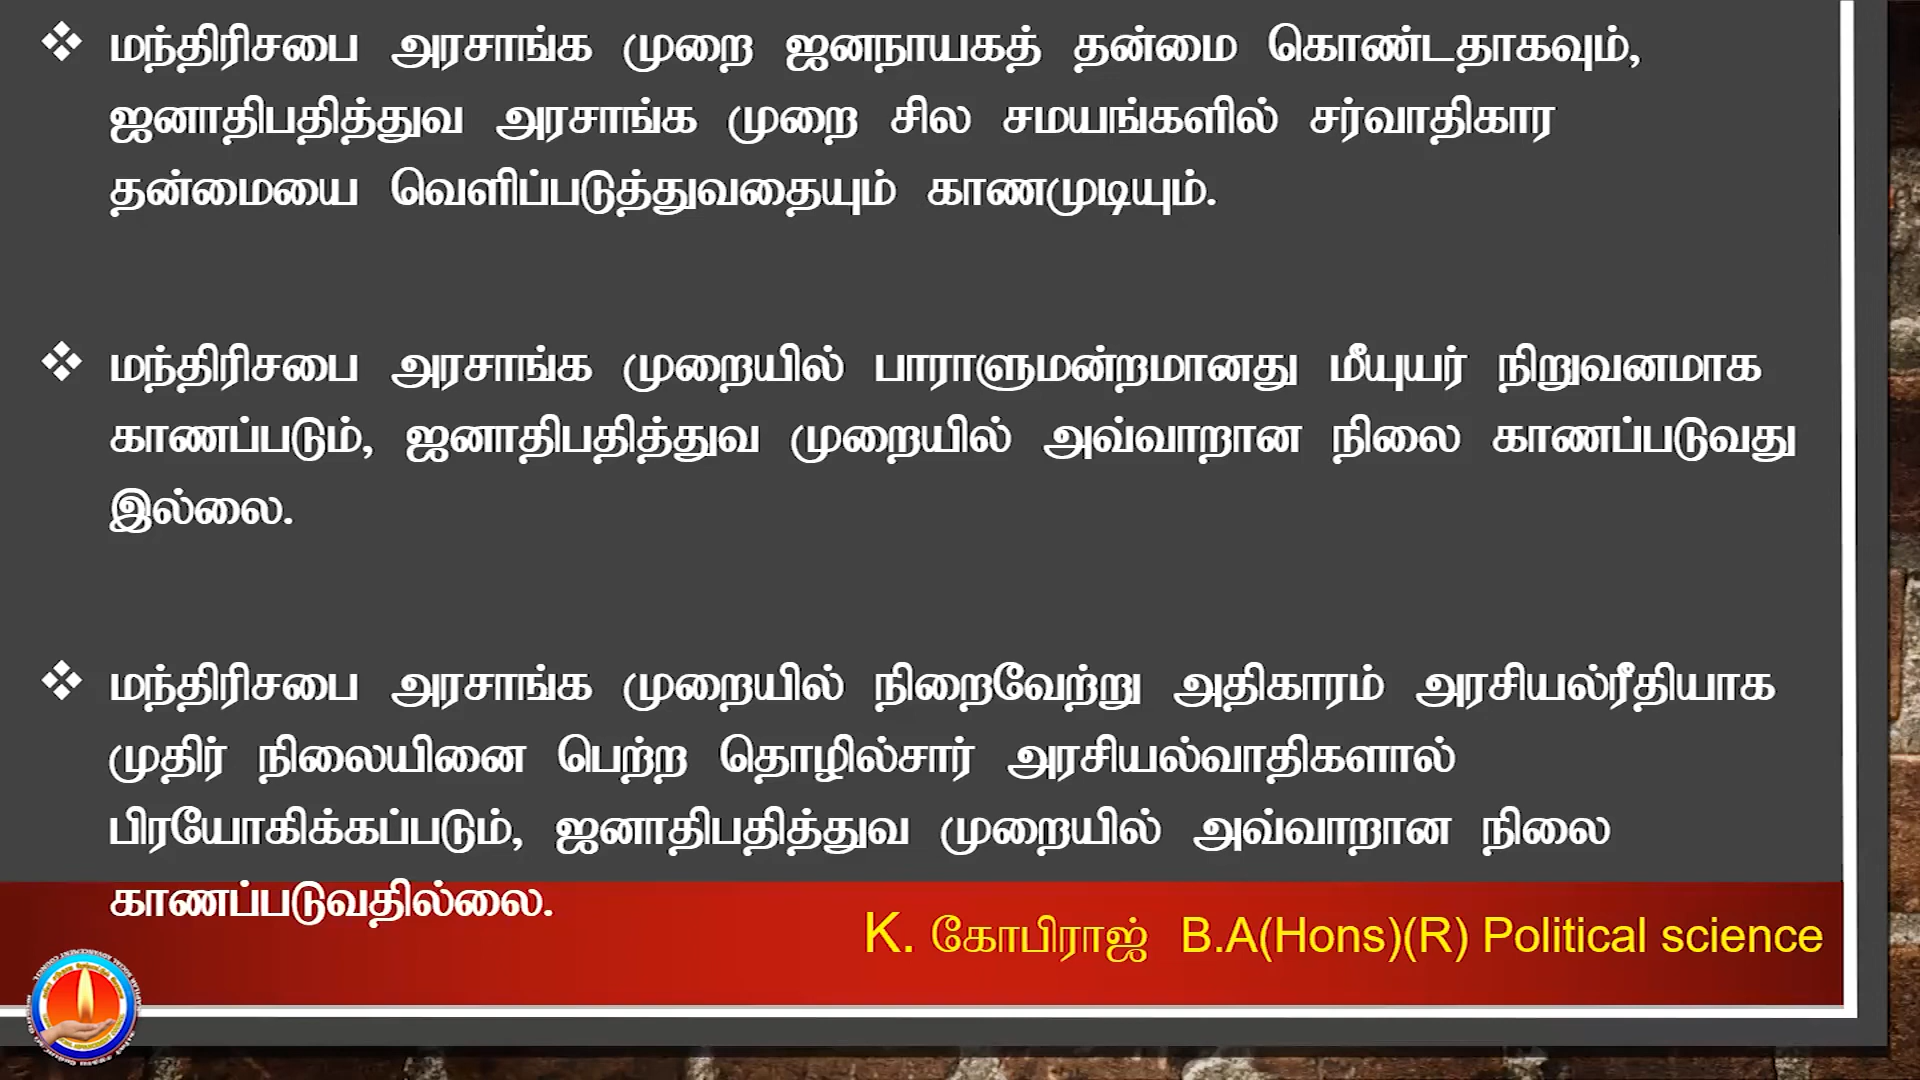 ❖ மந்திரிசபை அரசாங்க முறை ஜனநாயகத் தன்மை கொண்டதாகவும்,
ஜனாதிபதித்துவ அரசாங்க முறை சில சமயங்களில் சர்வாதிகார
தன்மையை வெளிப்படுத்துவதையும் காணமுடியும்.
❖ மந்திரிசபை அரசாங்க முறையில் பாராளுமன்றமானது மீயுயர் நிறுவனமாக
காணப்படும், ஜனாதிபதித்துவ முறையில் அவ்வாறான நிலை காணப்படுவது
இல்லை.
❖ மந்திரிசபை அரசாங்க முறையில் நிறைவேற்று அதிகாரம் அரசியல்ரீதியாக
முதிர் நிலையினை பெற்ற தொழில்சார் அரசியல்வாதிகளால்
பிரயோகிக்கப்படும், ஜனாதிபதித்துவ முறையில் அவ்வாறான நிலை
காணப்படுவதில்லை.
K. கோபிராஜ் B.A(Hons)(R) Political science